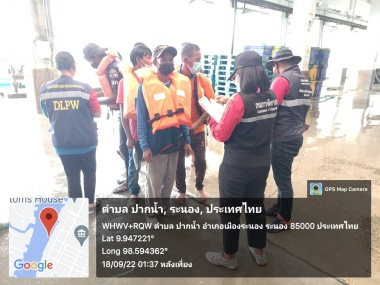 DLPW
GPS Map Camera
toms House
ตำบล ปากน้ำ, ระนอง, ประเทศไทย
WHWV+RQW ตำบล ปากน้ำ อำเภอเมืองระนอง ระนอง 85000 ประเทศไทย
Lat 9.947221°
Long 98.594362°
18/09/22 01:37 หลังเที่ยง
Google